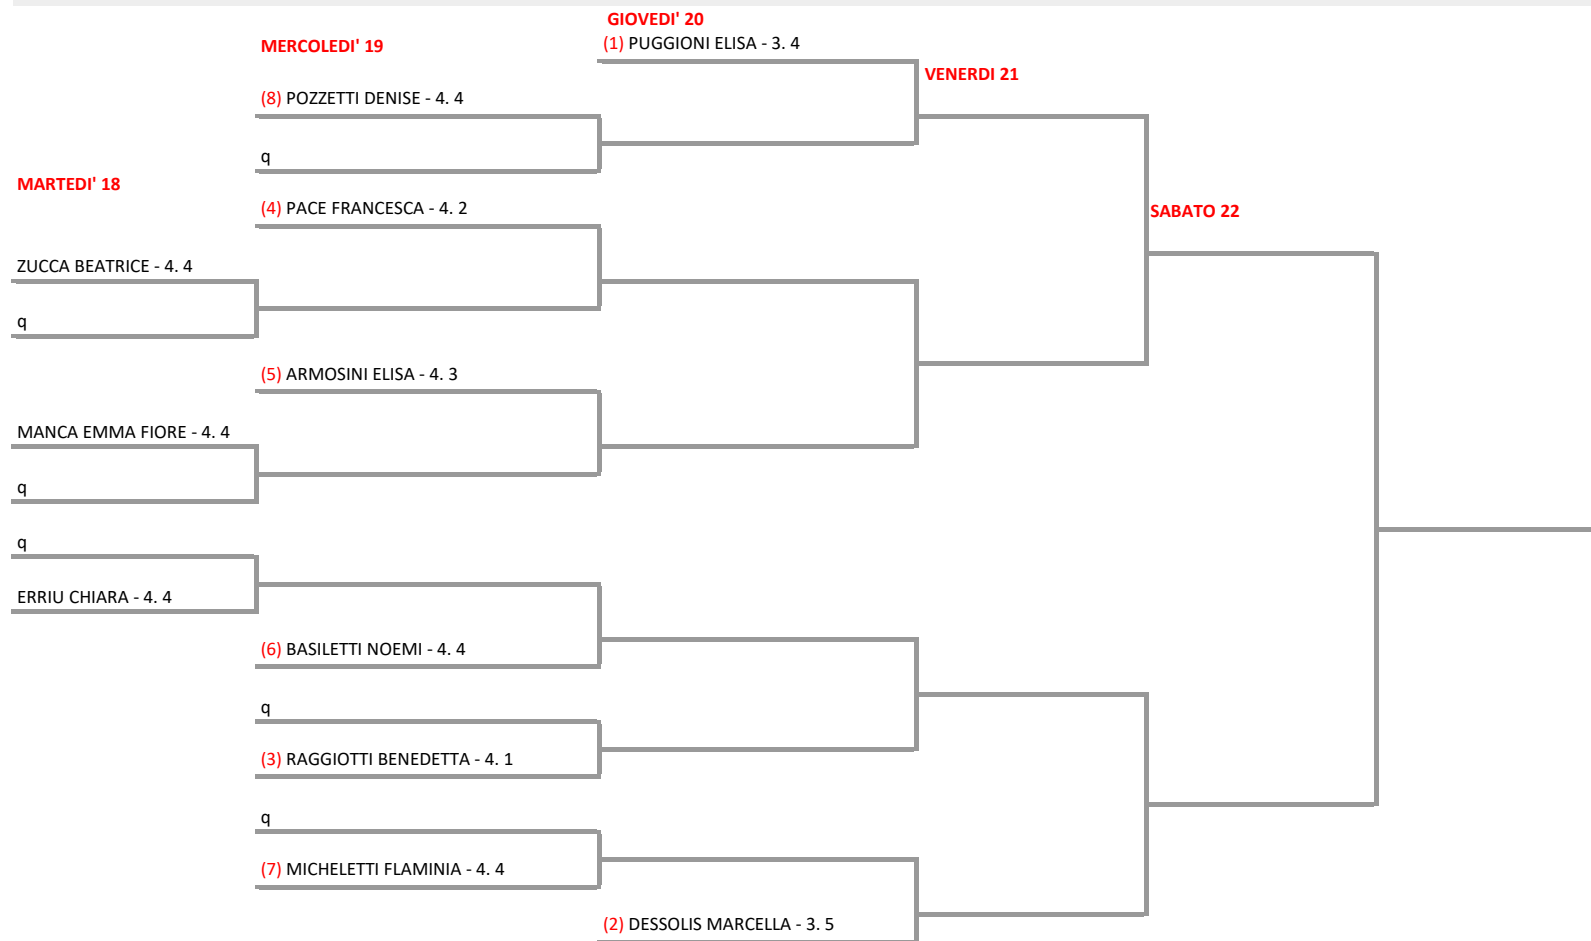 GIOVEDI' 20
(1) PUGGIONI ELISA - 3. 4
MERCOLEDI' 19
VENERDI 21
(8) POZZETTI DENISE - 4. 4
q
MARTEDI' 18
(4) PACE FRANCESCA - 4. 2
SABATO 22
ZUCCA BEATRICE - 4. 4
q
(5) ARMOSINI ELISA - 4. 3
MANCA EMMA FIORE - 4. 4
q
q
ERRIU CHIARA - 4. 4
(6) BASILETTI NOEMI - 4. 4
q
(3) RAGGIOTTI BENEDETTA - 4. 1
q
(7) MICHELETTI FLAMINIA - 4. 4
(2) DESSOLIS MARCELLA - 3. 5